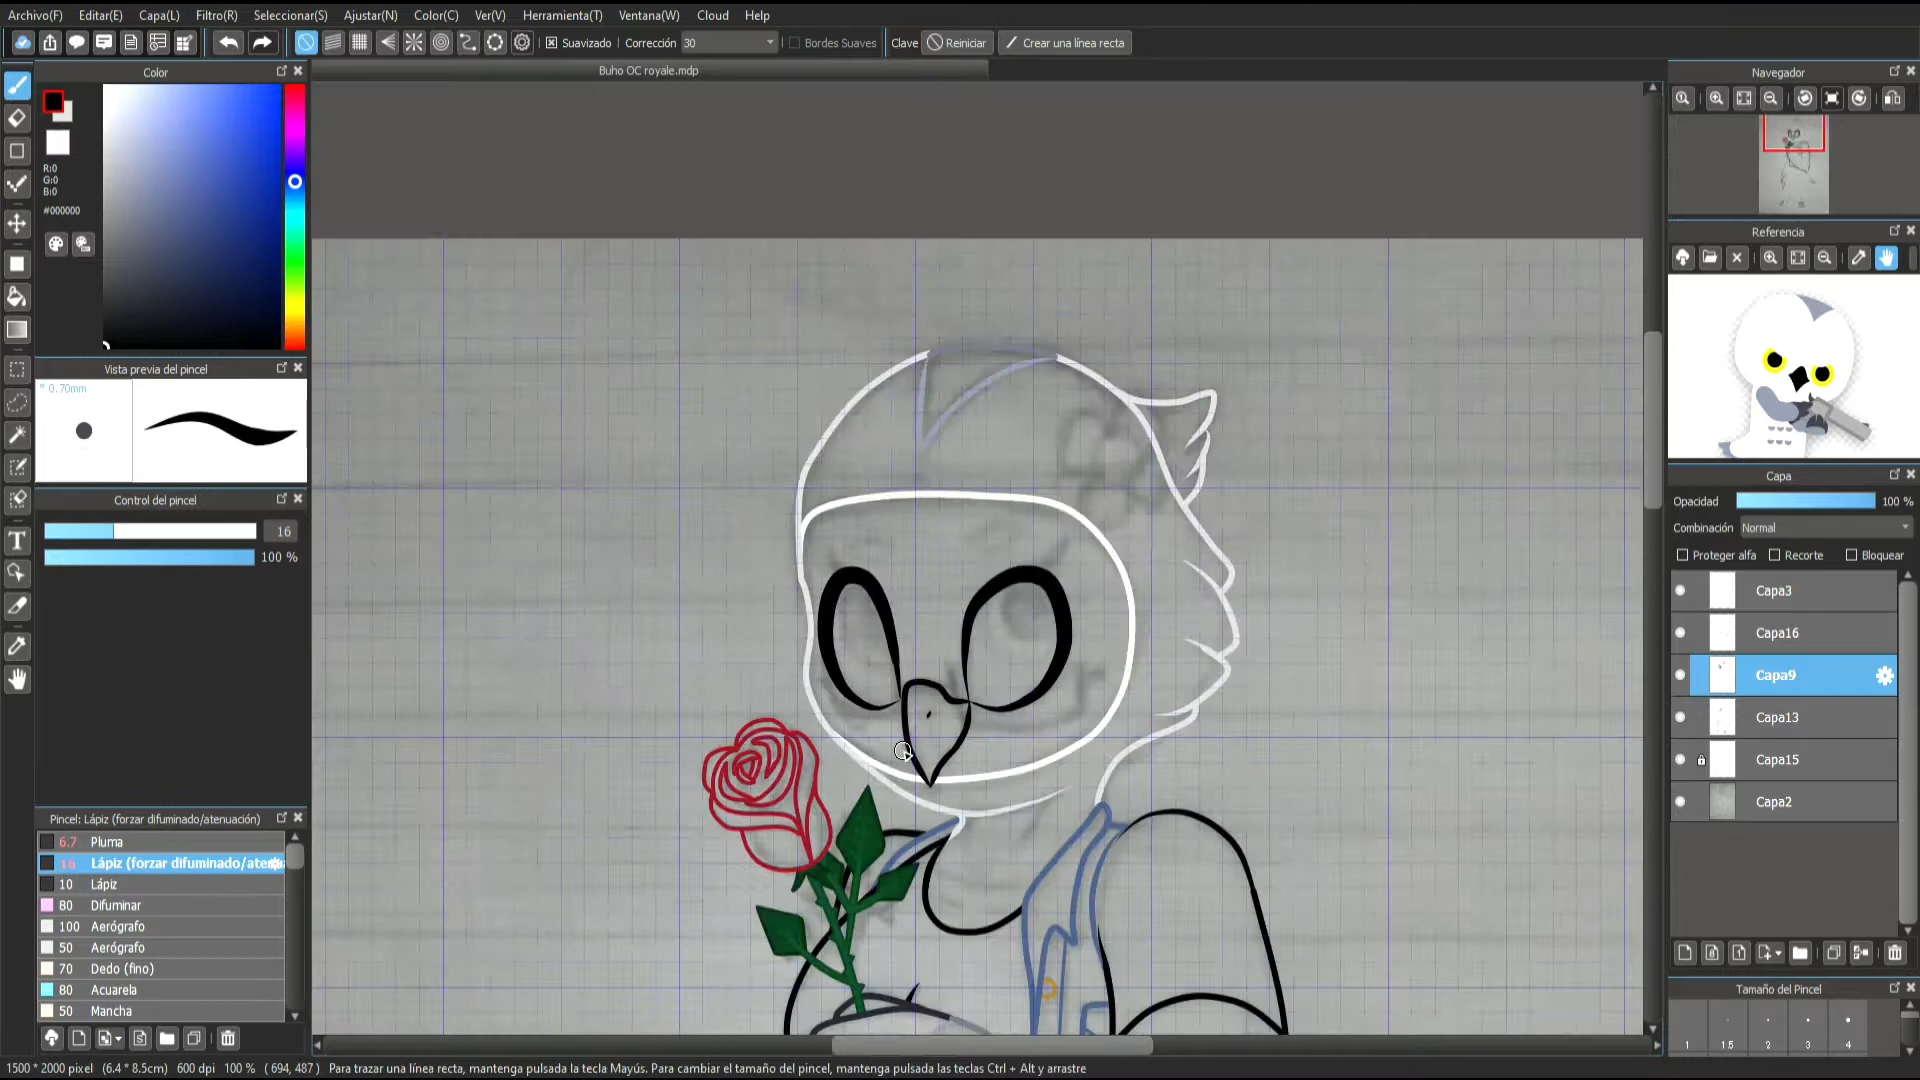 Archivo(F) Editar(E) Capa(L) Filtro(R) Seleccionar(S) Ajustar(N) Color(C) Ver(V) Herramienta(T) Ventana(W) Cloud Help
Suavizado Corrección 30 Bordes Suaves Clave Reiniciar Crear una línea recta
Color
Buho OC royale.mdp
R:0
G:0
B:0
#000000
Vista previa del pincel
* 0.70mm
Control del pincel
16
100 %
Pincel: Lápiz (forzar difuminado/atenuación)
6.7 Pluma
16 Lápiz (forzar difuminado/aten
10 Lápiz
80 Difuminar
100 Aerógrafo
50 Aerógrafo
70 Dedo (fino)
80 Acuarela
50 Mancha
Navegador
Referencia
Capa
Opacidad 100 %
Combinación Normal
Proteger alfa Recorte Bloquear
Capa3
Capa16
Capa9
Capa13
Capa15
Capa2
Tamaño del Pincel
1 1.5 2 3 4
1500 * 2000 pixel (6.4 * 8.5cm) 600 dpi 100 % ( 694, 487 ) Para trazar una línea recta, mantenga pulsada la tecla Mayús. Para cambiar el tamaño del pincel, mantenga pulsada las teclas Ctrl + Alt y arrastre